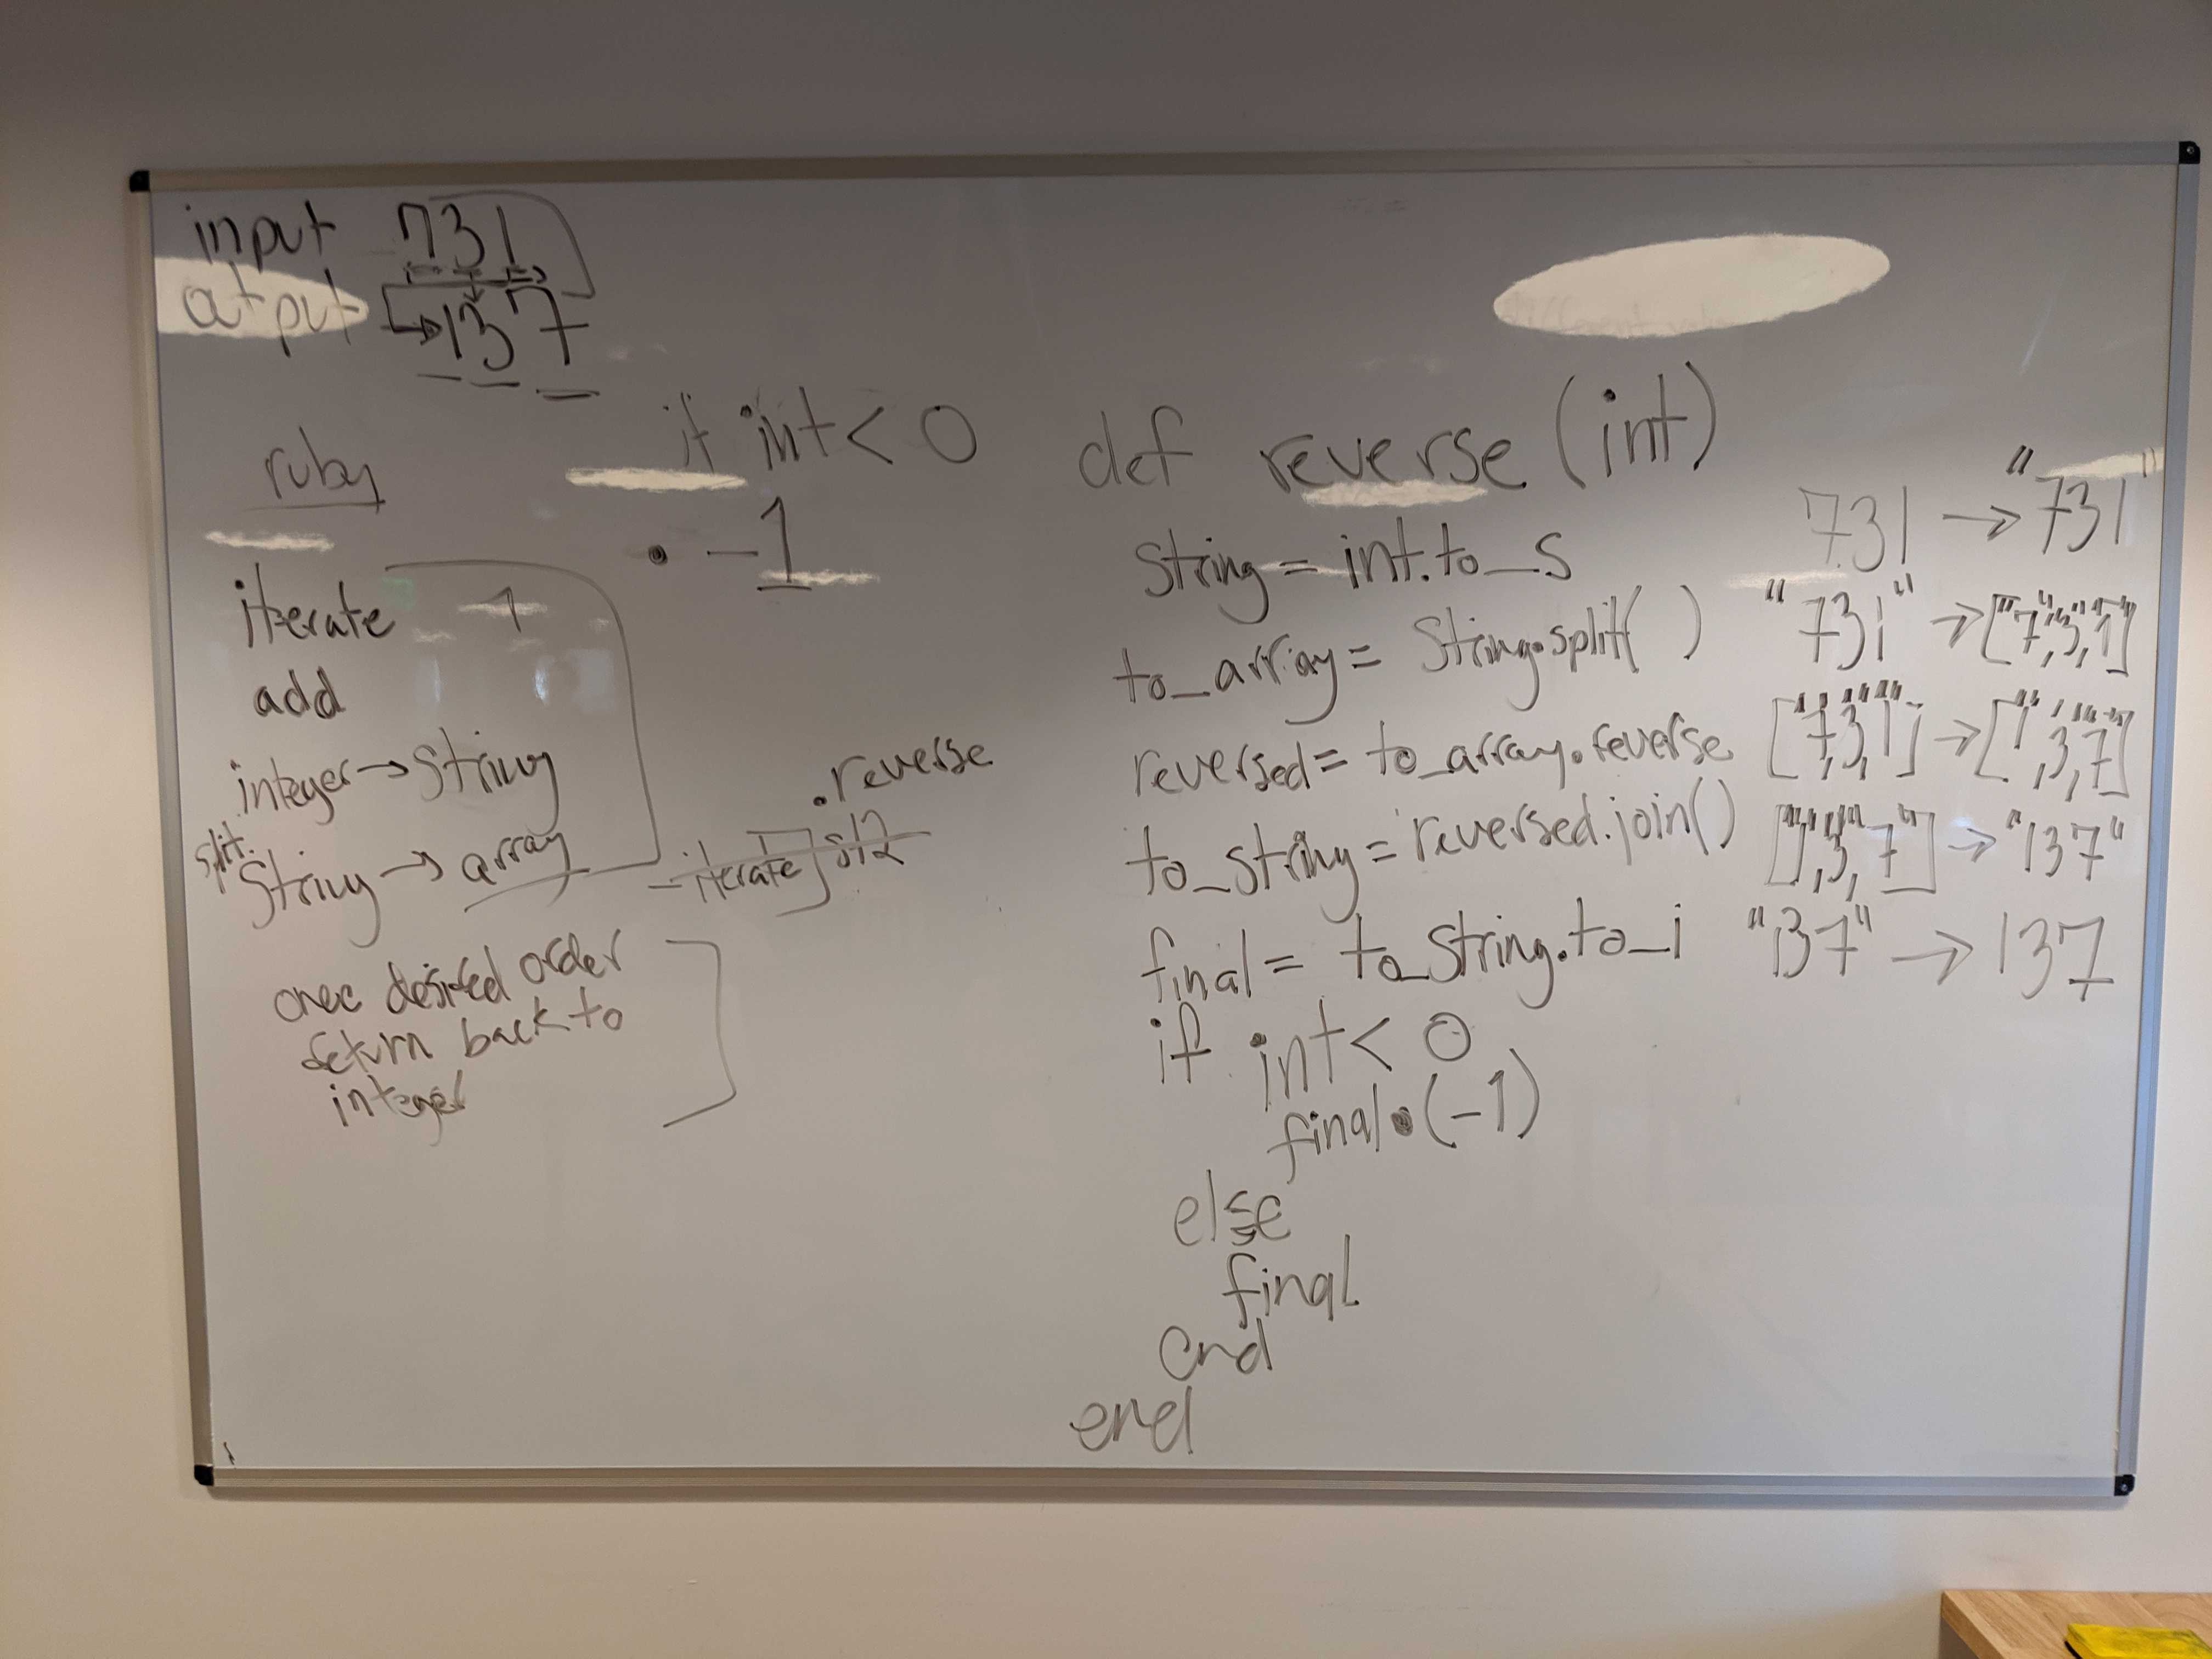 input 731
output 137
ruby
if int < 0
• -1
iterate 1
add
integer → string
split.
string → array
.reverse
- iterate
once desired order
return back to
integer
def reverse (int)
string = int.to_s 731 → "731"
to_array = string.split( ) "731" → ["7","3","1"]
reversed = to_array.reverse ["7","3","1"] → ["1","3","7"]
to_string = reversed.join() ["1","3","7"] → "137"
final = to_string.to_i "137" → 137
if int < 0
final • (-1)
else
final
end
end